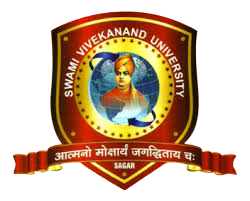 SWAMI VIVEKANAND UNIVERSITY
आत्मनो मोक्षार्थं जगद्धिताय चः
SAGAR